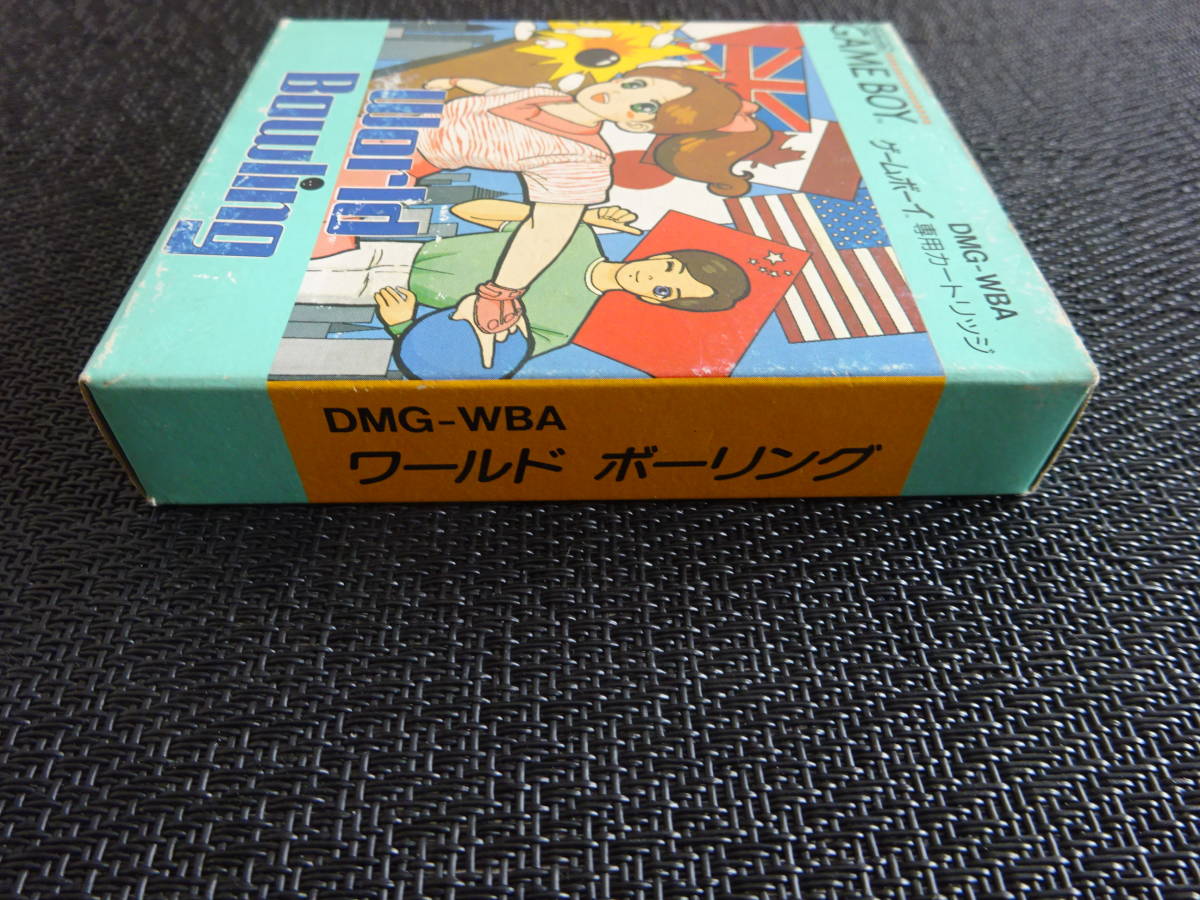 GAME BOY
ゲームボーイ専用カートリッジ
DMG-WBA
World
Bowling
DMG-WBA
ワールド ボーリング